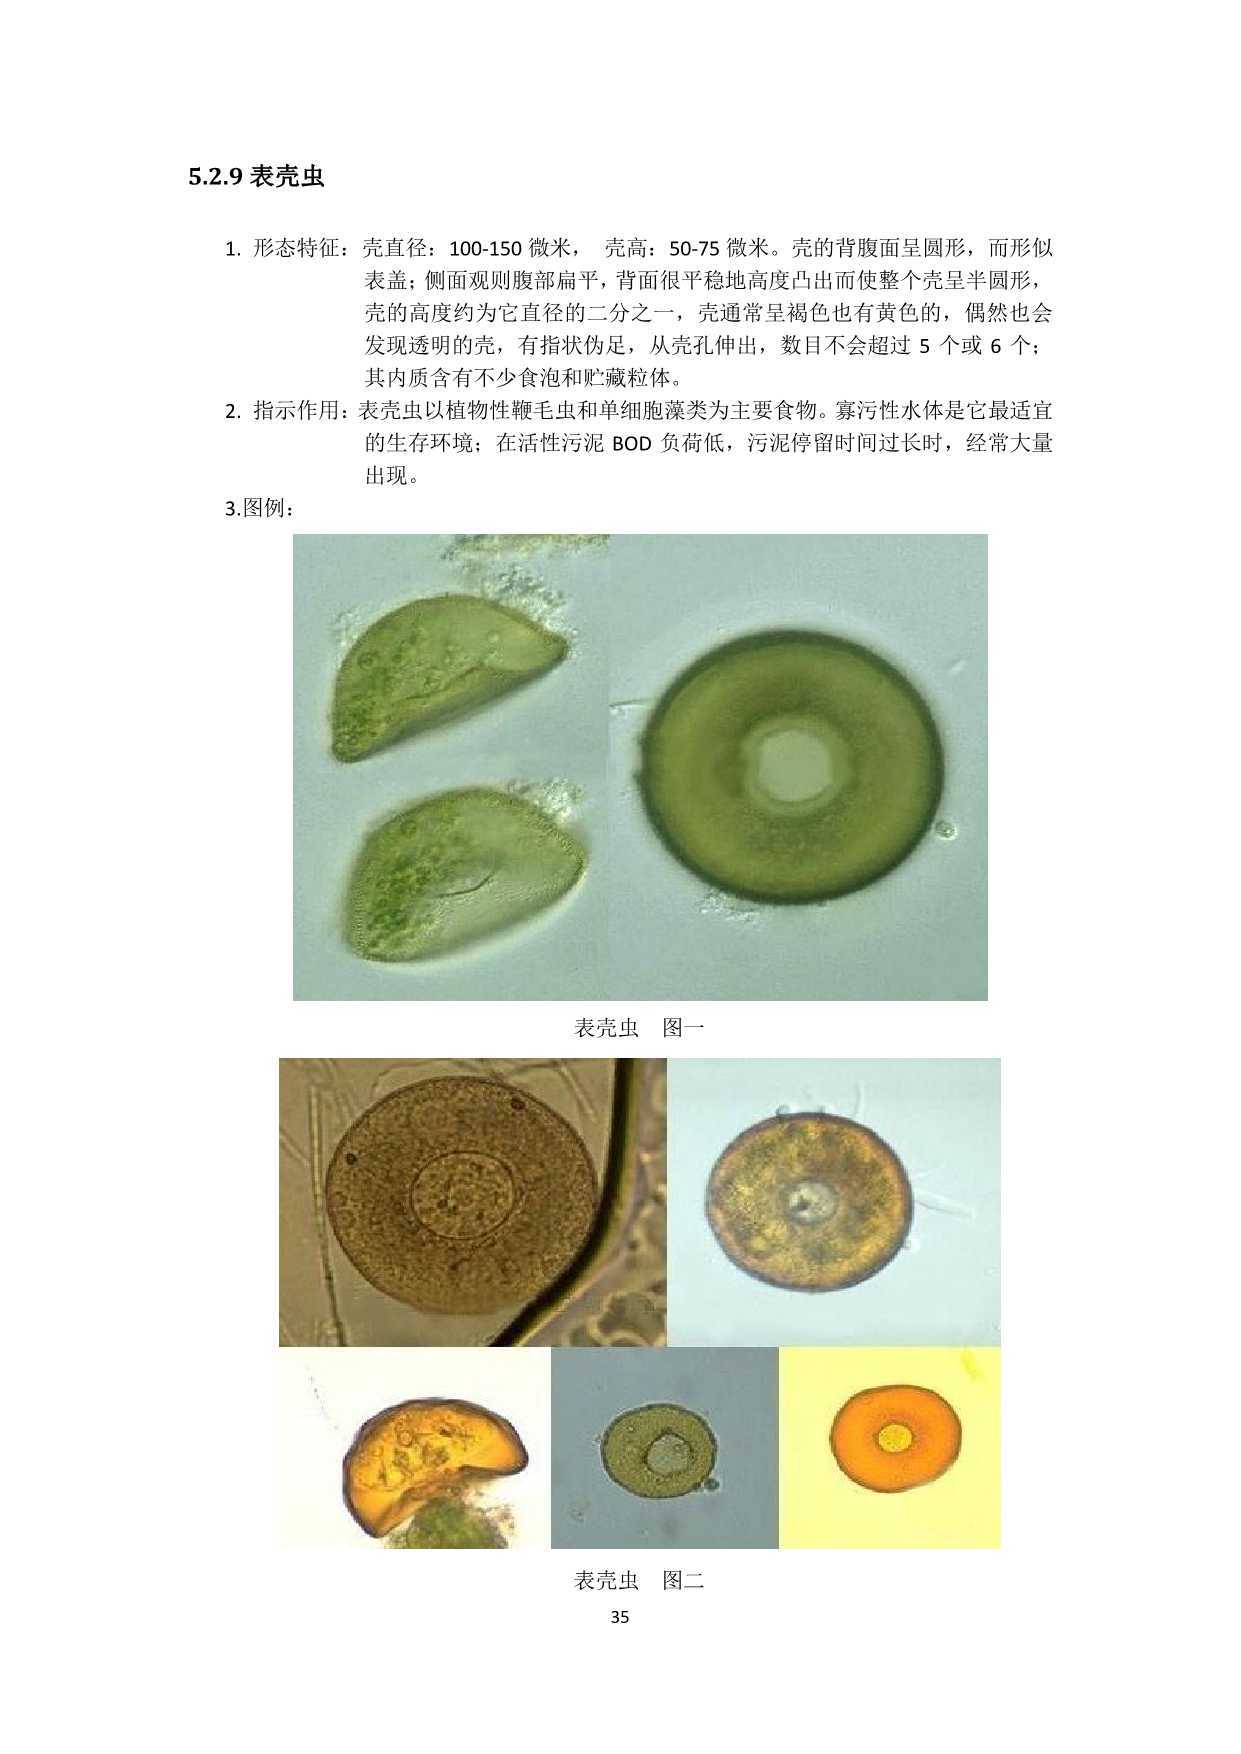 5.2.9 表壳虫
1. 形态特征：壳直径：100-150 微米， 壳高：50-75 微米。壳的背腹面呈圆形，而形似
表盖；侧面观则腹部扁平，背面很平稳地高度凸出而使整个壳呈半圆形，
壳的高度约为它直径的二分之一，壳通常呈褐色也有黄色的，偶然也会
发现透明的壳，有指状伪足，从壳孔伸出，数目不会超过 5 个或 6 个；
其内质含有不少食泡和贮藏粒体。
2. 指示作用：表壳虫以植物性鞭毛虫和单细胞藻类为主要食物。寡污性水体是它最适宜
的生存环境；在活性污泥 BOD 负荷低，污泥停留时间过长时，经常大量
出现。
3.图例：
表壳虫 图一
表壳虫 图二
35